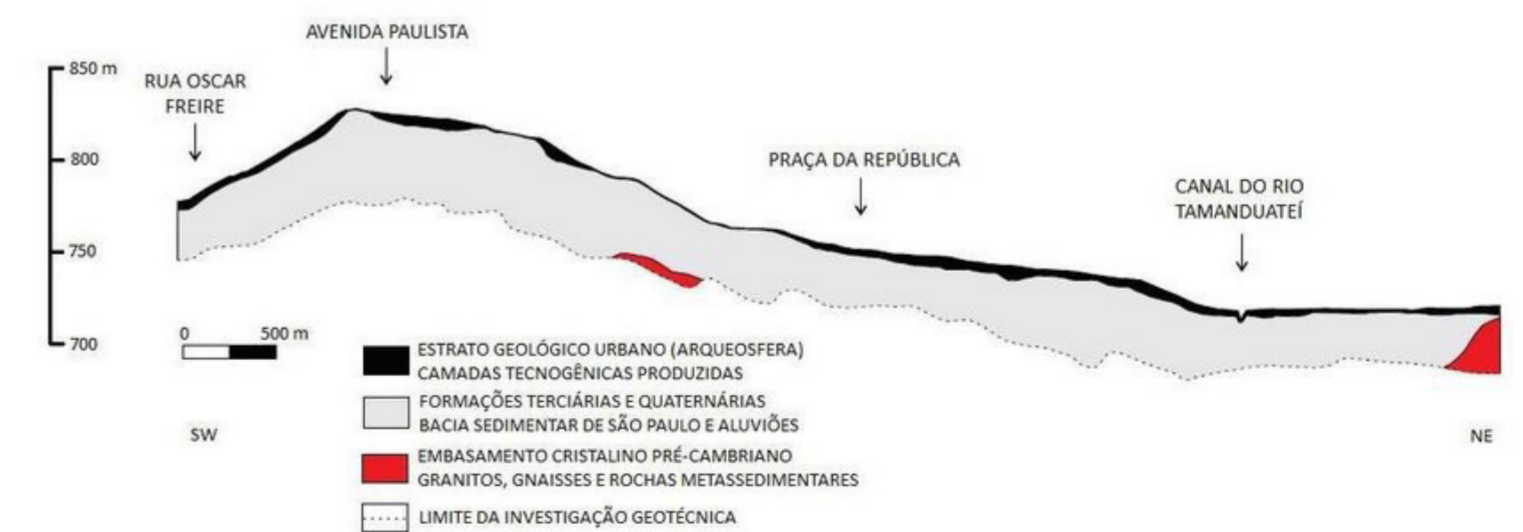 AVENIDA PAULISTA
850 m
RUA OSCAR
FREIRE
800
PRAÇA DA REPÚBLICA
CANAL DO RIO
TAMANDUATEÍ
750
700
0 500 m
ESTRATO GEOLÓGICO URBANO (ARQUEOSFERA)
CAMADAS TECNOGÊNICAS PRODUZIDAS
FORMAÇÕES TERCIÁRIAS E QUATERNÁRIAS
BACIA SEDIMENTAR DE SÃO PAULO E ALUVIÕES
SW
NE
EMBASAMENTO CRISTALINO PRÉ-CAMBRIANO
GRANITOS, GNAISSES E ROCHAS METASSEDIMENTARES
LIMITE DA INVESTIGAÇÃO GEOTÉCNICA